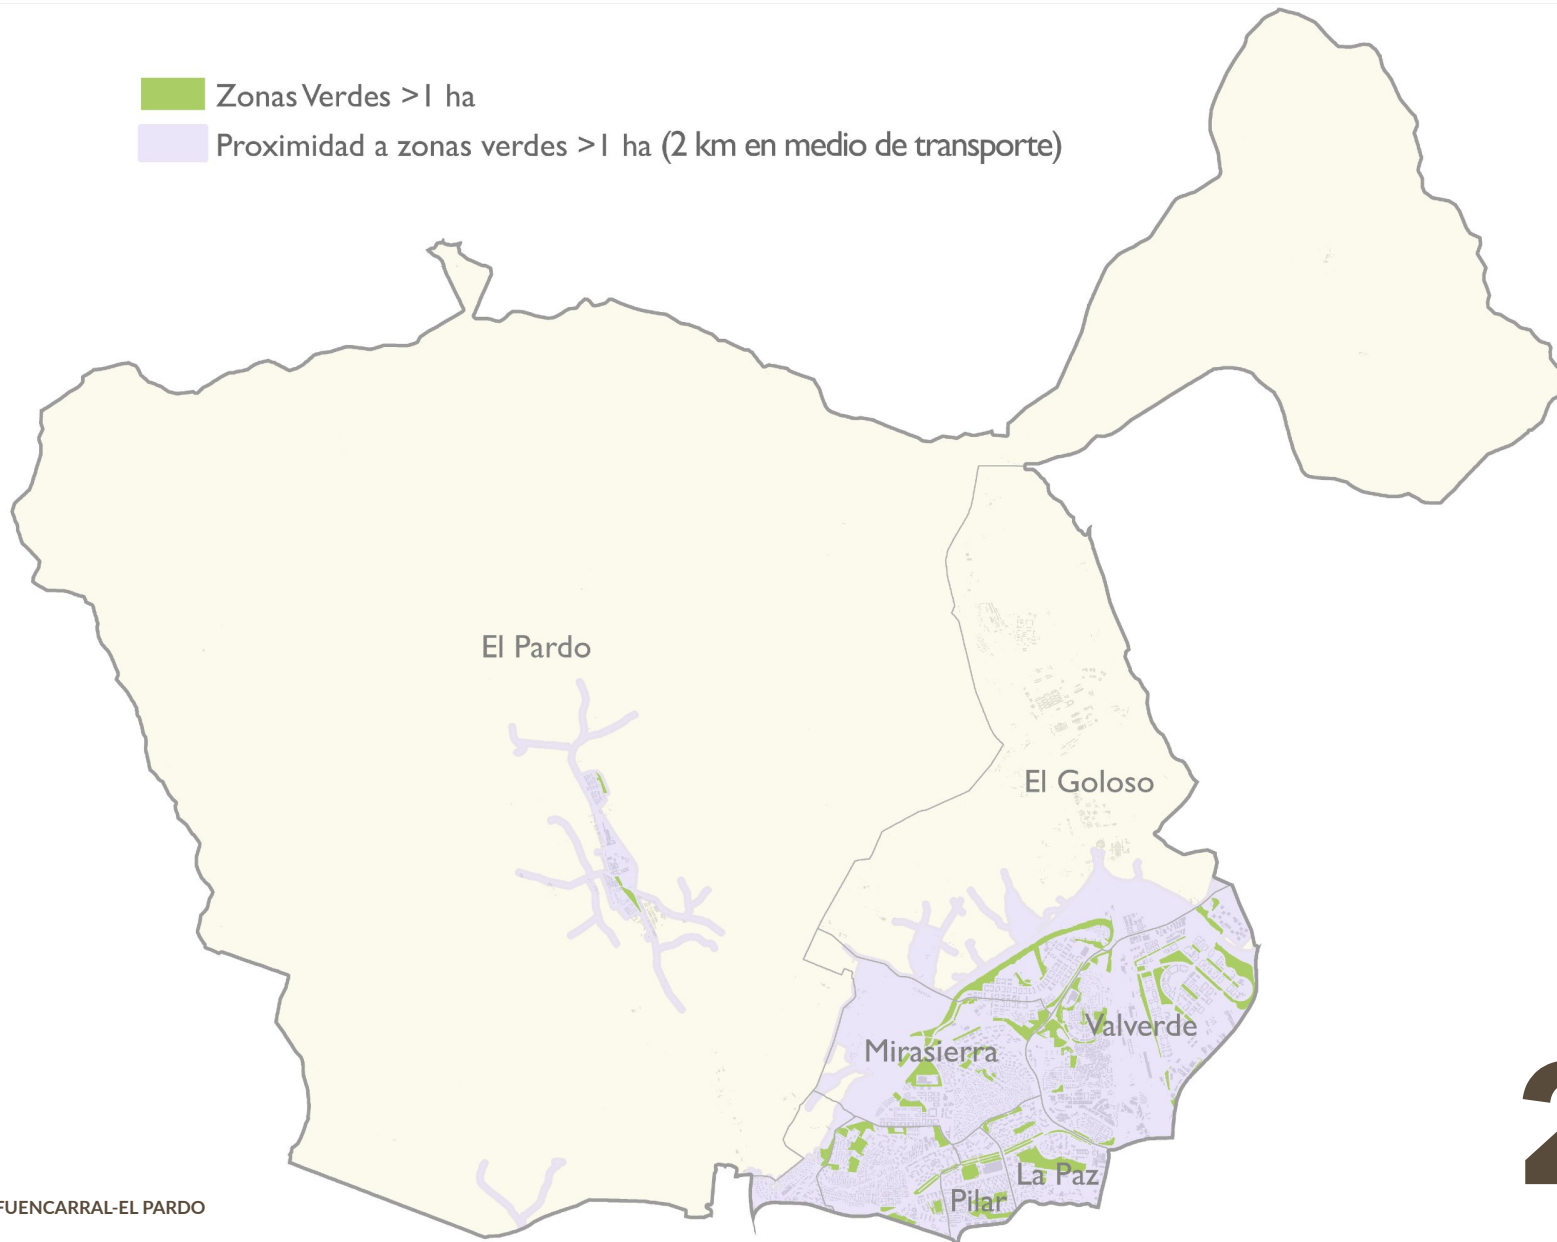 Zonas Verdes >1 ha
Proximidad a zonas verdes >1 ha (2 km en medio de transporte)
El Pardo
El Goloso
Valverde
Mirasierra
La Paz
Pilar
FUENCARRAL-EL PARDO
2